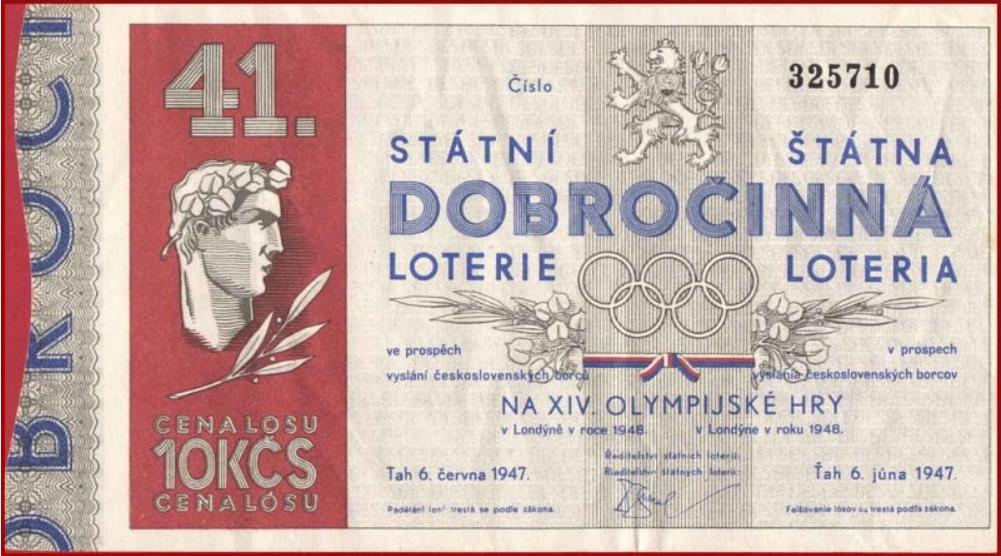 DOBROČI
41.
Číslo
325710
STÁTNÍ ŠTÁTNA
DOBROČINNÁ
LOTERIE LOTERIA
ve prospěch v prospech
vyslání československých borců vyslania československých borcov
NA XIV. OLYMPIJSKÉ HRY
v Londýně v roce 1948. v Londýne v roku 1948.
Ředitelství státních loterií:
Riaditeľstvo štátnych lotérií:
Tah 6. června 1947. Ťah 6. júna 1947.
Padělání losů trestá se podle zákona. Falšovanie lósov sa trestá podľa zákona.
CENA LOSU
10KČS
CENA LÓSU